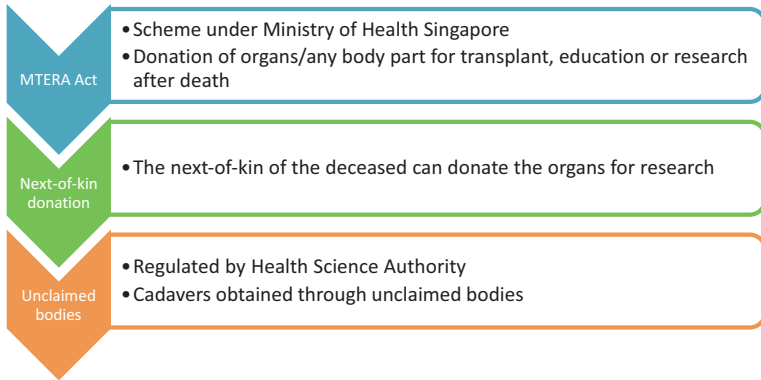 MTERA Act
•Scheme under Ministry of Health Singapore
•Donation of organs/any body part for transplant, education or research
after death
Next-of-kin
donation
•The next-of-kin of the deceased can donate the organs for research
Unclaimed
bodies
•Regulated by Health Science Authority
•Cadavers obtained through unclaimed bodies